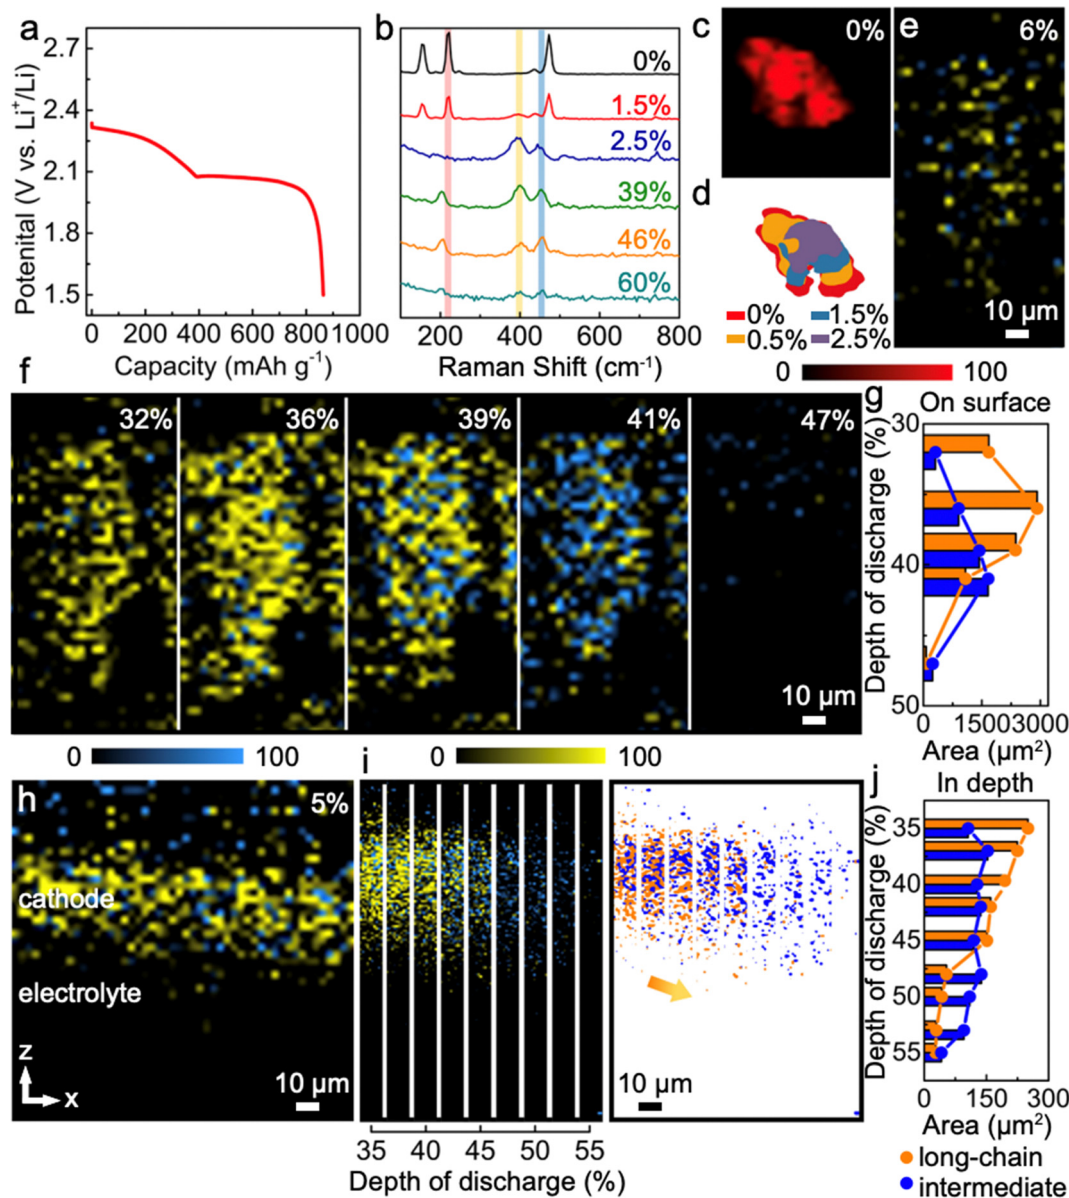 a
2.7
2.4
2.1
1.8
1.5
Potenital (V vs. Li+/Li)
0 200 400 600 800 1000
Capacity (mAh g-1)
b
0%
1.5%
2.5%
39%
46%
60%
200 400 600 800
Raman Shift (cm-1)
c
0%
d
0% 1.5%
0.5% 2.5%
e
6%
10 μm
0 100
f
32% 36% 39% 41% 47%
10 μm
0 100
0 100
g
On surface
30
40
50
Depth of discharge (%)
0 1500 3000
Area (μm2)
h
5%
cathode
electrolyte
z
x
10 μm
i
35 40 45 50 55
Depth of discharge (%)
10 μm
j
In depth
35
40
45
50
55
Depth of discharge (%)
0 150 300
Area (μm2)
long-chain
intermediate